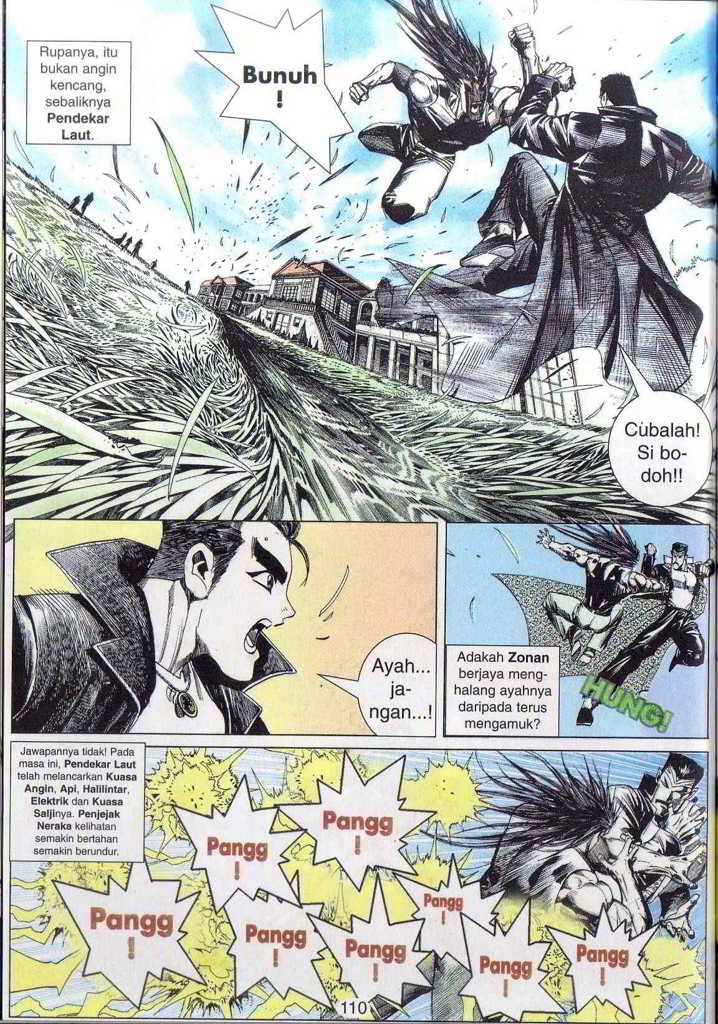 Rupanya, itu
bukan angin
kencang,
sebaliknya
Pendekar
Laut.
Bunuh
!
Cubalah!
Si bo-
doh!!
Ayah...
ja-
ngan...!
Adakah Zonan
berjaya meng-
halang ayahnya
daripada terus
mengamuk?
HUNG!
Jawapannya tidak! Pada
masa ini, Pendekar Laut
telah melancarkan Kuasa
Angin, Api, Halilintar,
Elektrik dan Kuasa
Saljinya. Penjejak
Neraka kelihatan
semakin bertahan
semakin berundur.
Pangg
!
Pangg
!
Pangg
!
Pangg
!
Pangg
!
Pangg
!
Pangg
!
Pangg
!
110